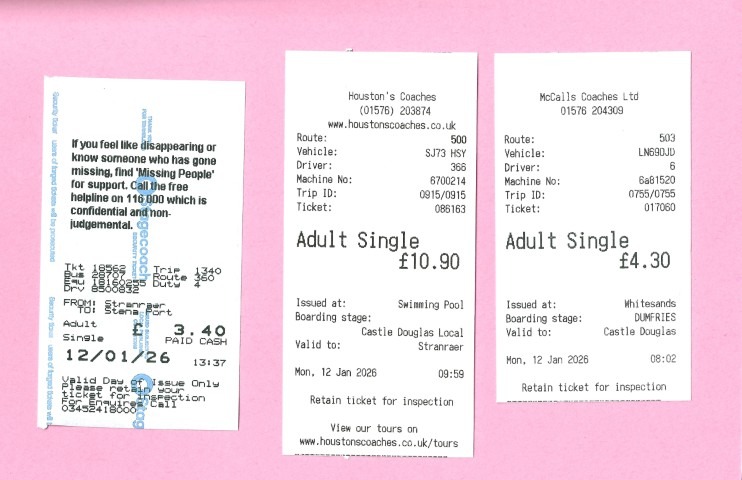 If you feel like disappearing or
know someone who has gone
missing, find 'Missing People'
for support. Call the free
helpline on 116 000 which is
confidential and non-
judgemental.
Tkt 18562 Trip 1340
Bus 28707 Route 360
Equ 18160255 Duty 4
Drv 8500832
FROM: Stranraer
TO: Stena Port
Adult £ 3.40
Single PAID CASH
12/01/26 13:37
Valid Day of Issue Only
Please retain your
ticket for Inspection
For Enquires Call
03452418000
Stagecoach
Houston's Coaches
(01576) 203874
www.houstonscoaches.co.uk
Route: 500
Vehicle: SJ73 HSY
Driver: 366
Machine No: 6700214
Trip ID: 0915/0915
Ticket: 086163
Adult Single
£10.90
Issued at: Swimming Pool
Boarding stage:
Castle Douglas Local
Valid to: Stranraer
Mon, 12 Jan 2026 09:59
Retain ticket for inspection
View our tours on
www.houstonscoaches.co.uk/tours
McCalls Coaches Ltd
01576 204309
Route: 503
Vehicle: LN69DJD
Driver: 6
Machine No: 6a81520
Trip ID: 0755/0755
Ticket: 017060
Adult Single
£4.30
Issued at: Whitesands
Boarding stage: DUMFRIES
Valid to: Castle Douglas
Mon, 12 Jan 2026 08:02
Retain ticket for inspection